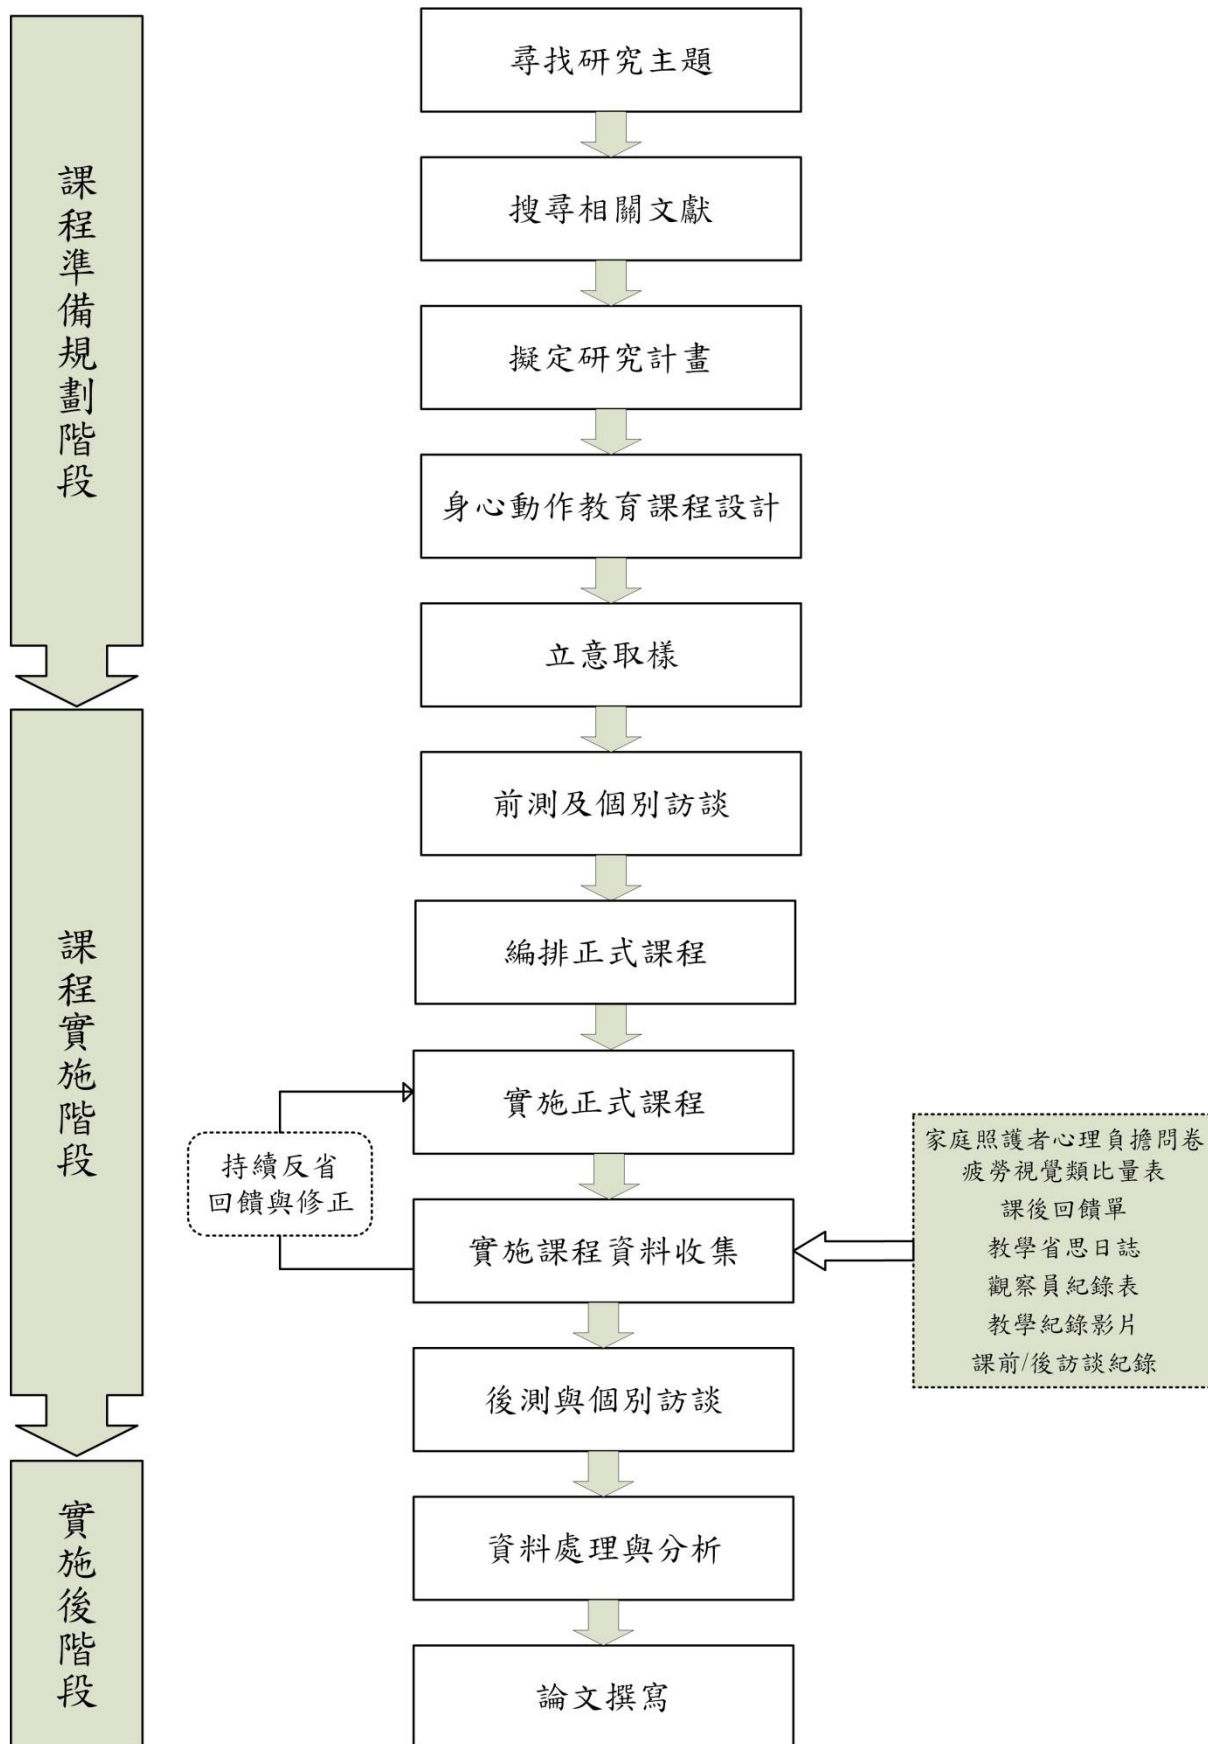 課程準備規劃階段
尋找研究主題
搜尋相關文獻
擬定研究計畫
身心動作教育課程設計
立意取樣
課程實施階段
前測及個別訪談
編排正式課程
實施正式課程
持續反省
回饋與修正
實施課程資料收集
家庭照護者心理負擔問卷
疲勞視覺類比量表
課後回饋單
教學省思日誌
觀察員紀錄表
教學紀錄影片
課前/後訪談紀錄
後測與個別訪談
實施後階段
資料處理與分析
論文撰寫